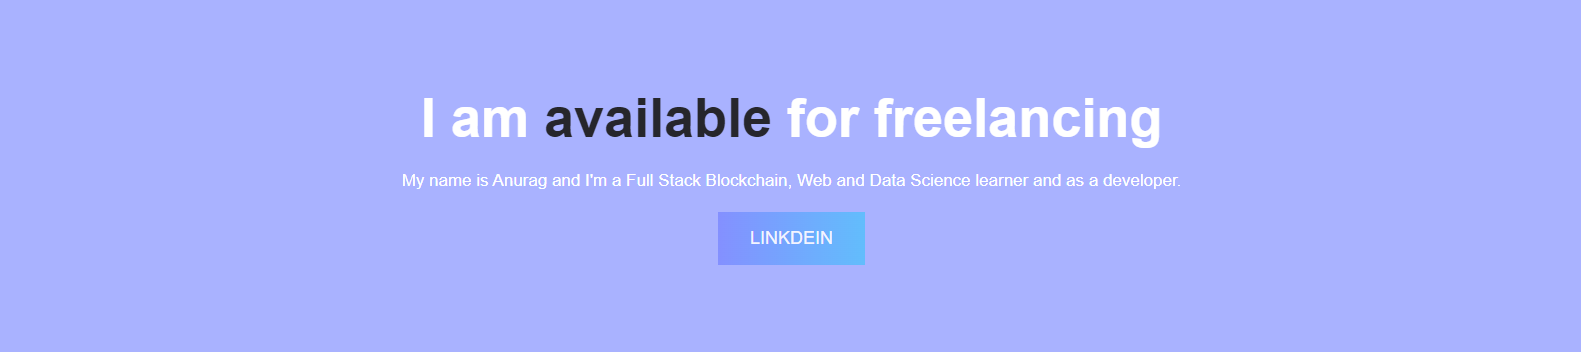 I am available for freelancing
My name is Anurag and I'm a Full Stack Blockchain, Web and Data Science learner and as a developer.
LINKDEIN